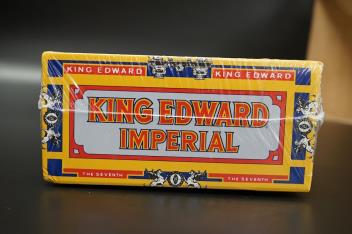 KING EDWARD KING EDWARD
KING EDWARD
IMPERIAL
THE SEVENTH THE SEVENTH